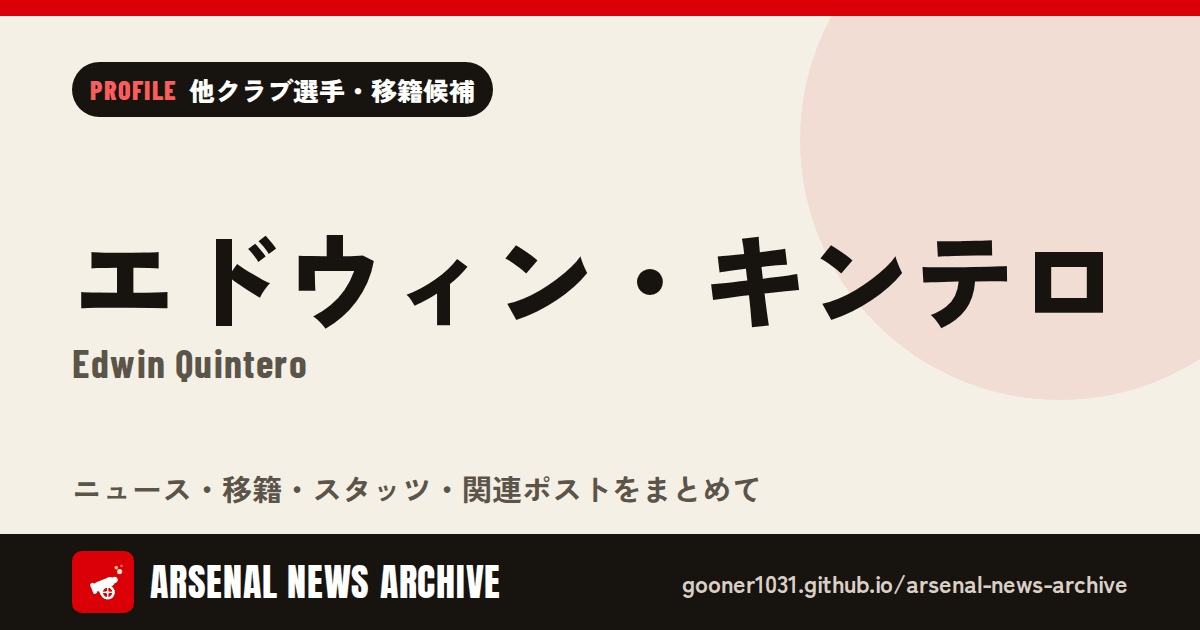 PROFILE 他クラブ選手・移籍候補
エドウィン・キンテロ
Edwin Quintero
ニュース・移籍・スタッツ・関連ポストをまとめて
ARSENAL NEWS ARCHIVE
gooner1031.github.io/arsenal-news-archive